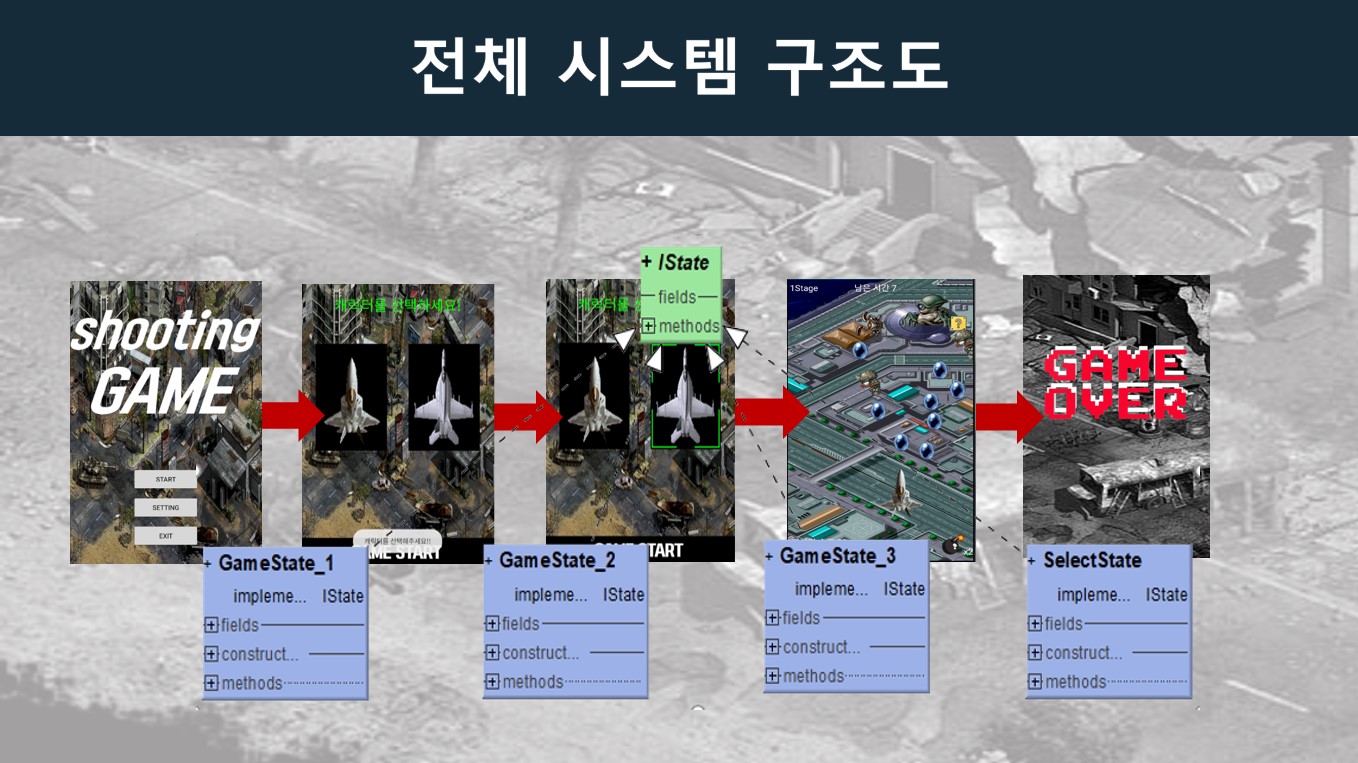 전체 시스템 구조도
shooting
GAME
START
SETTING
EXIT
캐릭터를 선택하세요!
캐릭터를 선택해주세요!!
GAME START
캐릭터를
START
+ IState
fields
methods
1Stage
남은 시간 7
x2
GAME
OVER
+ GameState_1
impleme... IState
fields
construct...
methods
+ GameState_2
impleme... IState
fields
construct...
methods
+ GameState_3
impleme... IState
fields
construct...
methods
+ SelectState
impleme... IState
fields
construct...
methods